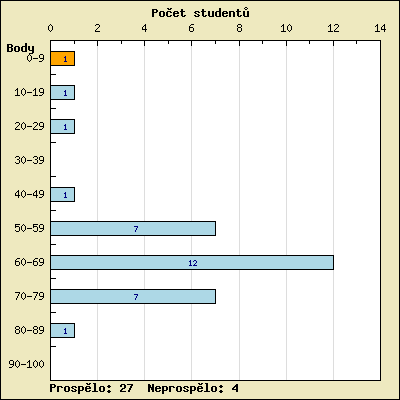 Počet studentů
0 2 4 6 8 10 12 14
Body
0-9 1
10-19 1
20-29 1
30-39
40-49 1
50-59 7
60-69 12
70-79 7
80-89 1
90-100
Prospělo: 27 Neprospělo: 4